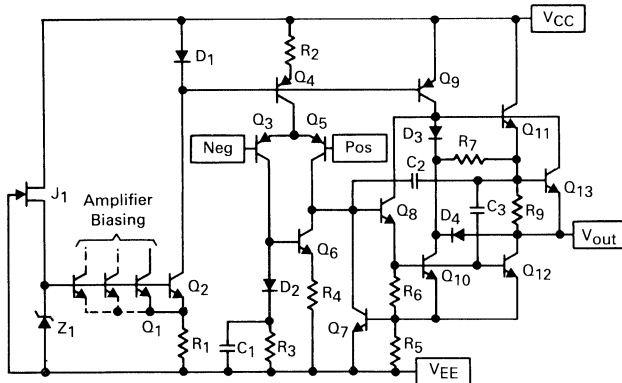 VCC
R2
D1
Q4
Q9
Q3
Q5
D3
Q11
Neg
Pos
R7
C2
J1
Amplifier
Biasing
Q8
Q13
D4
C3
R9
Vout
Q6
Q2
D2
R4
R6
Q10
Q12
Z1
Q1
R1
C1
R3
Q7
R5
VEE